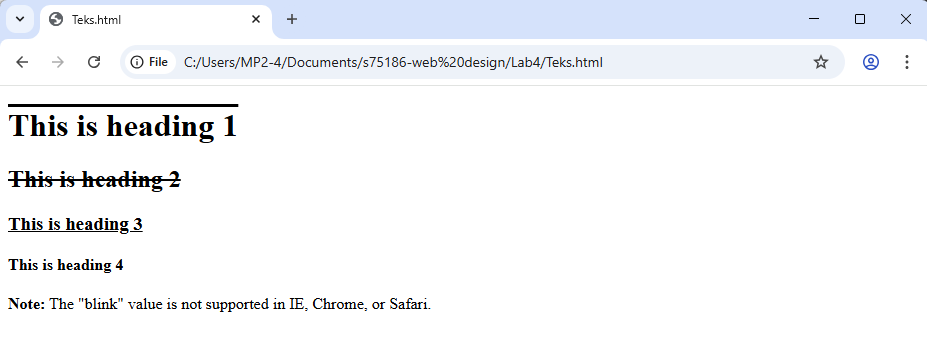 Teks.html
File C:/Users/MP2-4/Documents/s75186-web%20design/Lab4/Teks.html
This is heading 1
This is heading 2
This is heading 3
This is heading 4
Note: The "blink" value is not supported in IE, Chrome, or Safari.